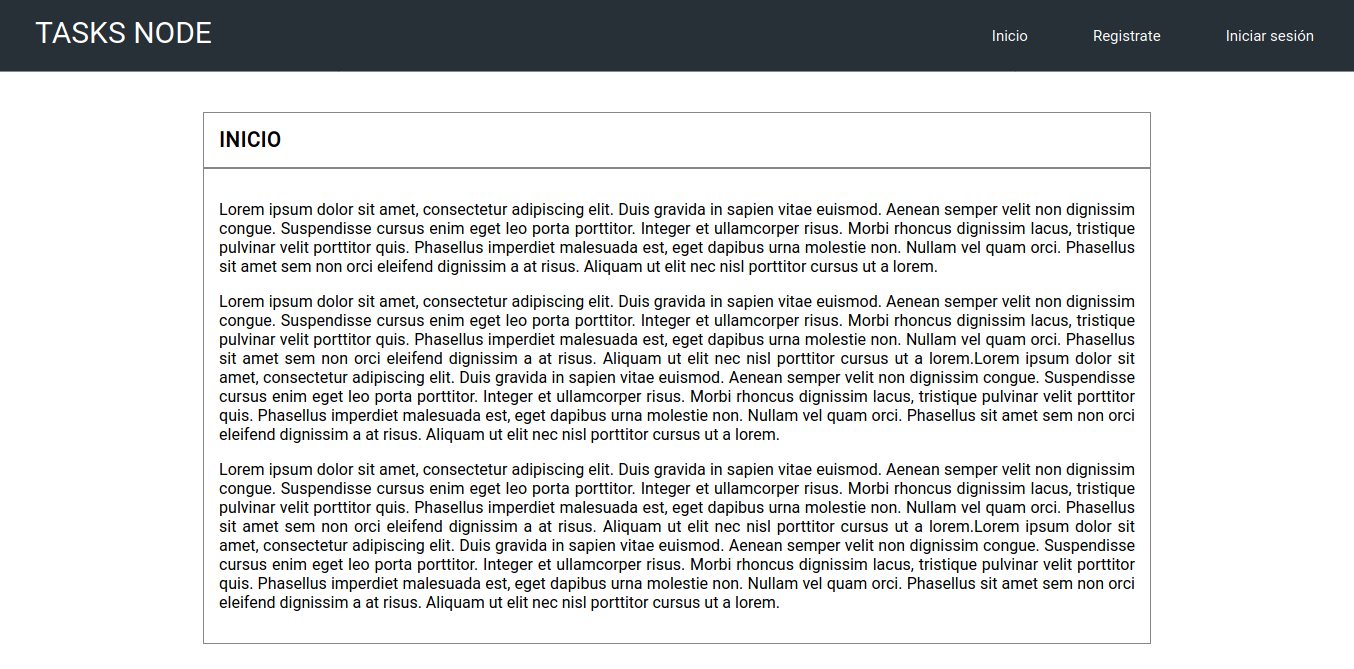 TASKS NODE
Inicio
Registrate
Iniciar sesión
INICIO
Lorem ipsum dolor sit amet, consectetur adipiscing elit. Duis gravida in sapien vitae euismod. Aenean semper velit non dignissim
congue. Suspendisse cursus enim eget leo porta porttitor. Integer et ullamcorper risus. Morbi rhoncus dignissim lacus, tristique
pulvinar velit porttitor quis. Phasellus imperdiet malesuada est, eget dapibus urna molestie non. Nullam vel quam orci. Phasellus
sit amet sem non orci eleifend dignissim a at risus. Aliquam ut elit nec nisl porttitor cursus ut a lorem.
Lorem ipsum dolor sit amet, consectetur adipiscing elit. Duis gravida in sapien vitae euismod. Aenean semper velit non dignissim
congue. Suspendisse cursus enim eget leo porta porttitor. Integer et ullamcorper risus. Morbi rhoncus dignissim lacus, tristique
pulvinar velit porttitor quis. Phasellus imperdiet malesuada est, eget dapibus urna molestie non. Nullam vel quam orci. Phasellus
sit amet sem non orci eleifend dignissim a at risus. Aliquam ut elit nec nisl porttitor cursus ut a lorem.Lorem ipsum dolor sit
amet, consectetur adipiscing elit. Duis gravida in sapien vitae euismod. Aenean semper velit non dignissim congue. Suspendisse
cursus enim eget leo porta porttitor. Integer et ullamcorper risus. Morbi rhoncus dignissim lacus, tristique pulvinar velit porttitor
quis. Phasellus imperdiet malesuada est, eget dapibus urna molestie non. Nullam vel quam orci. Phasellus sit amet sem non orci
eleifend dignissim a at risus. Aliquam ut elit nec nisl porttitor cursus ut a lorem.
Lorem ipsum dolor sit amet, consectetur adipiscing elit. Duis gravida in sapien vitae euismod. Aenean semper velit non dignissim
congue. Suspendisse cursus enim eget leo porta porttitor. Integer et ullamcorper risus. Morbi rhoncus dignissim lacus, tristique
pulvinar velit porttitor quis. Phasellus imperdiet malesuada est, eget dapibus urna molestie non. Nullam vel quam orci. Phasellus
sit amet sem non orci eleifend dignissim a at risus. Aliquam ut elit nec nisl porttitor cursus ut a lorem.Lorem ipsum dolor sit
amet, consectetur adipiscing elit. Duis gravida in sapien vitae euismod. Aenean semper velit non dignissim congue. Suspendisse
cursus enim eget leo porta porttitor. Integer et ullamcorper risus. Morbi rhoncus dignissim lacus, tristique pulvinar velit porttitor
quis. Phasellus imperdiet malesuada est, eget dapibus urna molestie non. Nullam vel quam orci. Phasellus sit amet sem non orci
eleifend dignissim a at risus. Aliquam ut elit nec nisl porttitor cursus ut a lorem.